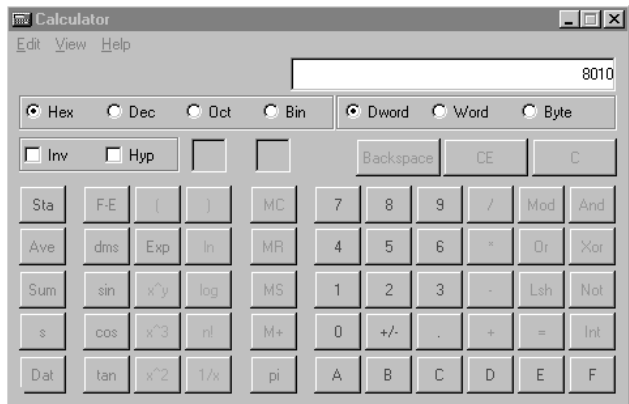 Calculator
Edit View Help
8010
Hex Dec Oct Bin Dword Word Byte
Inv Hyp Backspace CE C
Sta F-E ( ) MC 7 8 9 / Mod And
Ave dms Exp ln MR 4 5 6 * Or Xor
Sum sin x^y log MS 1 2 3 - Lsh Not
s cos x^3 n! M+ 0 +/- . + = Int
Dat tan x^2 1/x pi A B C D E F